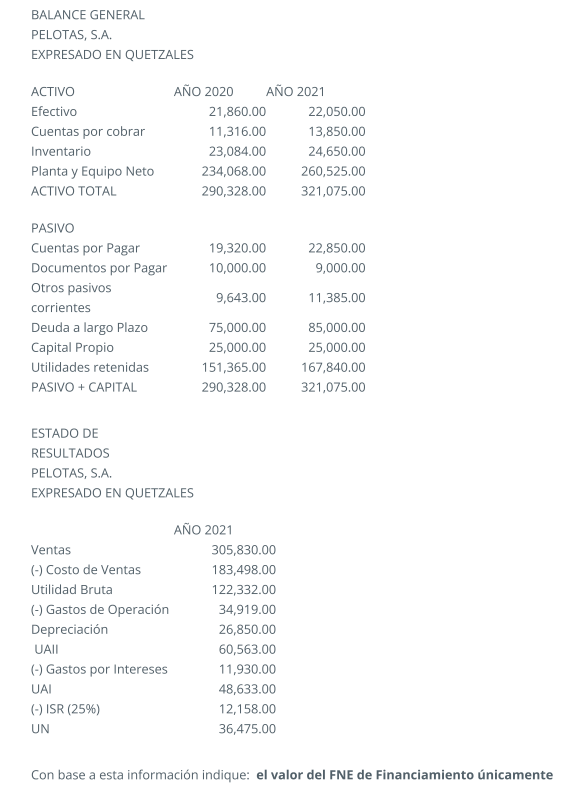 BALANCE GENERAL
PELOTAS, S.A.
EXPRESADO EN QUETZALES
ACTIVO AÑO 2020 AÑO 2021
Efectivo 21,860.00 22,050.00
Cuentas por cobrar 11,316.00 13,850.00
Inventario 23,084.00 24,650.00
Planta y Equipo Neto 234,068.00 260,525.00
ACTIVO TOTAL 290,328.00 321,075.00
PASIVO
Cuentas por Pagar 19,320.00 22,850.00
Documentos por Pagar 10,000.00 9,000.00
Otros pasivos
corrientes 9,643.00 11,385.00
Deuda a largo Plazo 75,000.00 85,000.00
Capital Propio 25,000.00 25,000.00
Utilidades retenidas 151,365.00 167,840.00
PASIVO + CAPITAL 290,328.00 321,075.00
ESTADO DE
RESULTADOS
PELOTAS, S.A.
EXPRESADO EN QUETZALES
AÑO 2021
Ventas 305,830.00
(-) Costo de Ventas 183,498.00
Utilidad Bruta 122,332.00
(-) Gastos de Operación 34,919.00
Depreciación 26,850.00
UAII 60,563.00
(-) Gastos por Intereses 11,930.00
UAI 48,633.00
(-) ISR (25%) 12,158.00
UN 36,475.00
Con base a esta información indique: el valor del FNE de Financiamiento únicamente